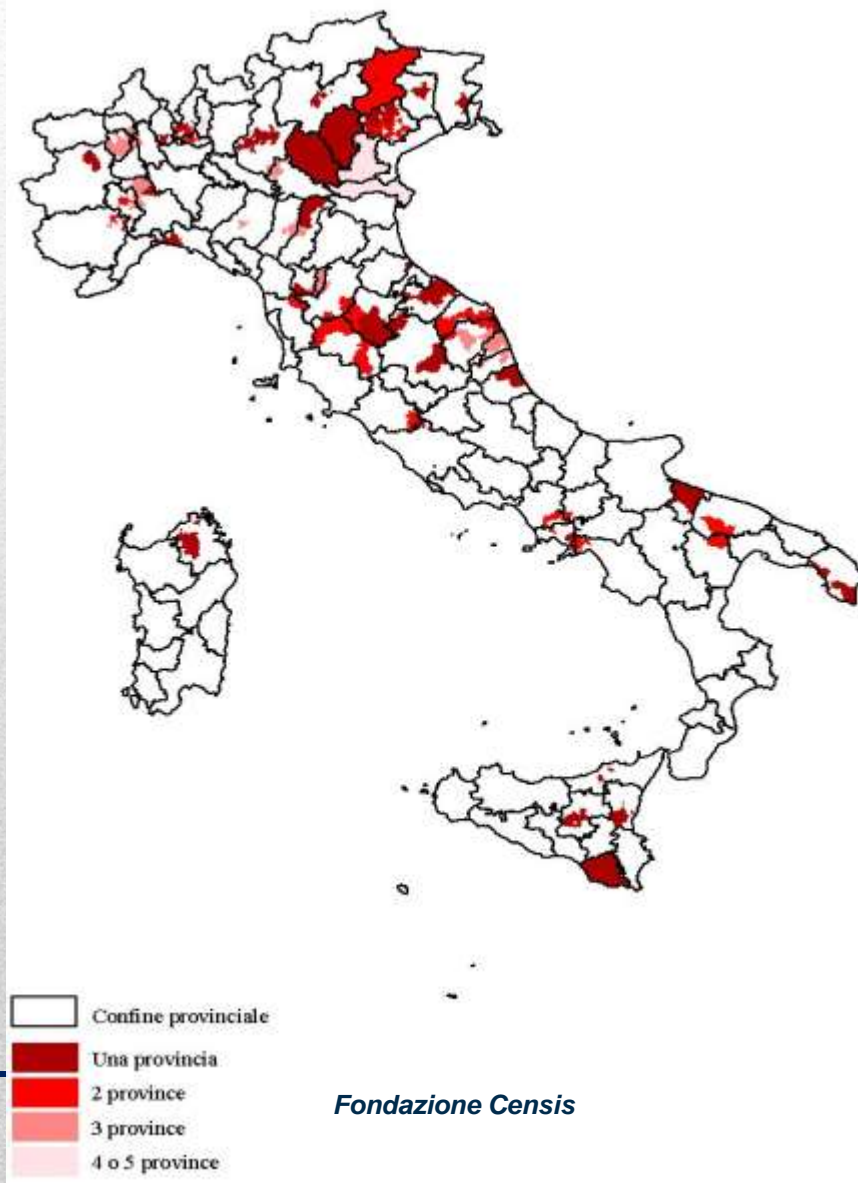 Confine provinciale
Una provincia
2 province
3 province
4 o 5 province
Fondazione Censis